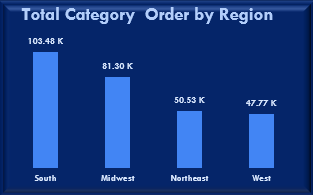 Total Category Order by Region
103.48 K
81.30 K
50.53 K
47.77 K
South Midwest Northeast West